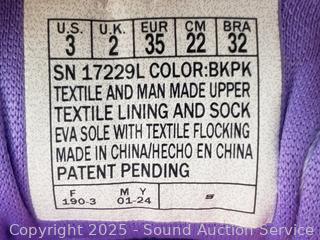 U.S. U.K. EUR CM BRA
3 2 35 22 32
SN 17229L COLOR:BKPK
TEXTILE AND MAN MADE UPPER
TEXTILE LINING AND SOCK
EVA SOLE WITH TEXTILE FLOCKING
MADE IN CHINA/HECHO EN CHINA
PATENT PENDING
F M Y
190-3 01-24 S
Copyright © 2025 - Sound Auction Service